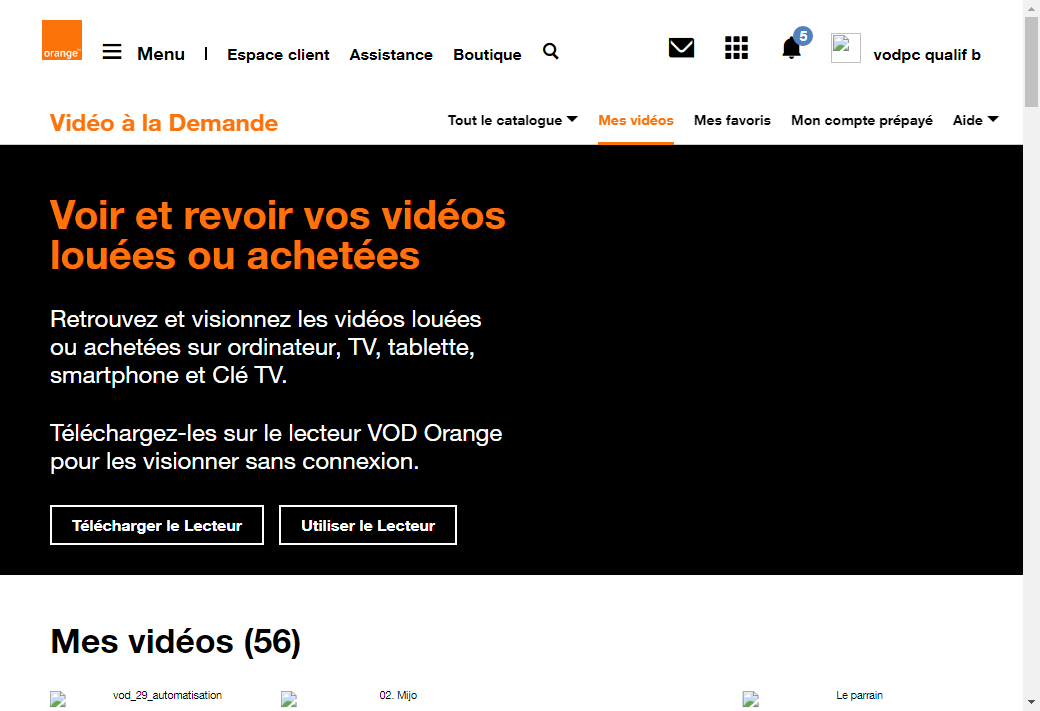 orange™
Menu | Espace client Assistance Boutique 5 vodpc qualif b
Vidéo à la Demande
Tout le catalogue Mes vidéos Mes favoris Mon compte prépayé Aide
Voir et revoir vos vidéos
louées ou achetées
Retrouvez et visionnez les vidéos louées
ou achetées sur ordinateur, TV, tablette,
smartphone et Clé TV.
Téléchargez-les sur le lecteur VOD Orange
pour les visionner sans connexion.
Télécharger le Lecteur Utiliser le Lecteur
Mes vidéos (56)
vod_29_automatisation 02. Mijo Le parrain